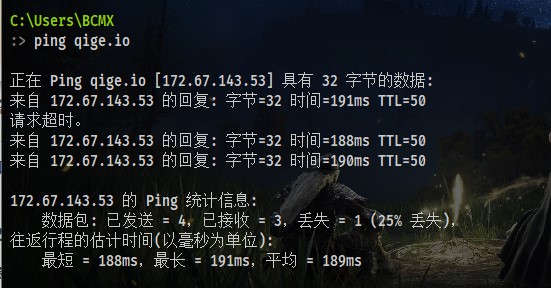 C:\Users\BCMX
:> ping qige.io
正在 Ping qige.io [172.67.143.53] 具有 32 字节的数据:
来自 172.67.143.53 的回复: 字节=32 时间=191ms TTL=50
请求超时。
来自 172.67.143.53 的回复: 字节=32 时间=188ms TTL=50
来自 172.67.143.53 的回复: 字节=32 时间=190ms TTL=50
172.67.143.53 的 Ping 统计信息:
数据包: 已发送 = 4，已接收 = 3，丢失 = 1 (25% 丢失)，
往返行程的估计时间(以毫秒为单位):
最短 = 188ms，最长 = 191ms，平均 = 189ms